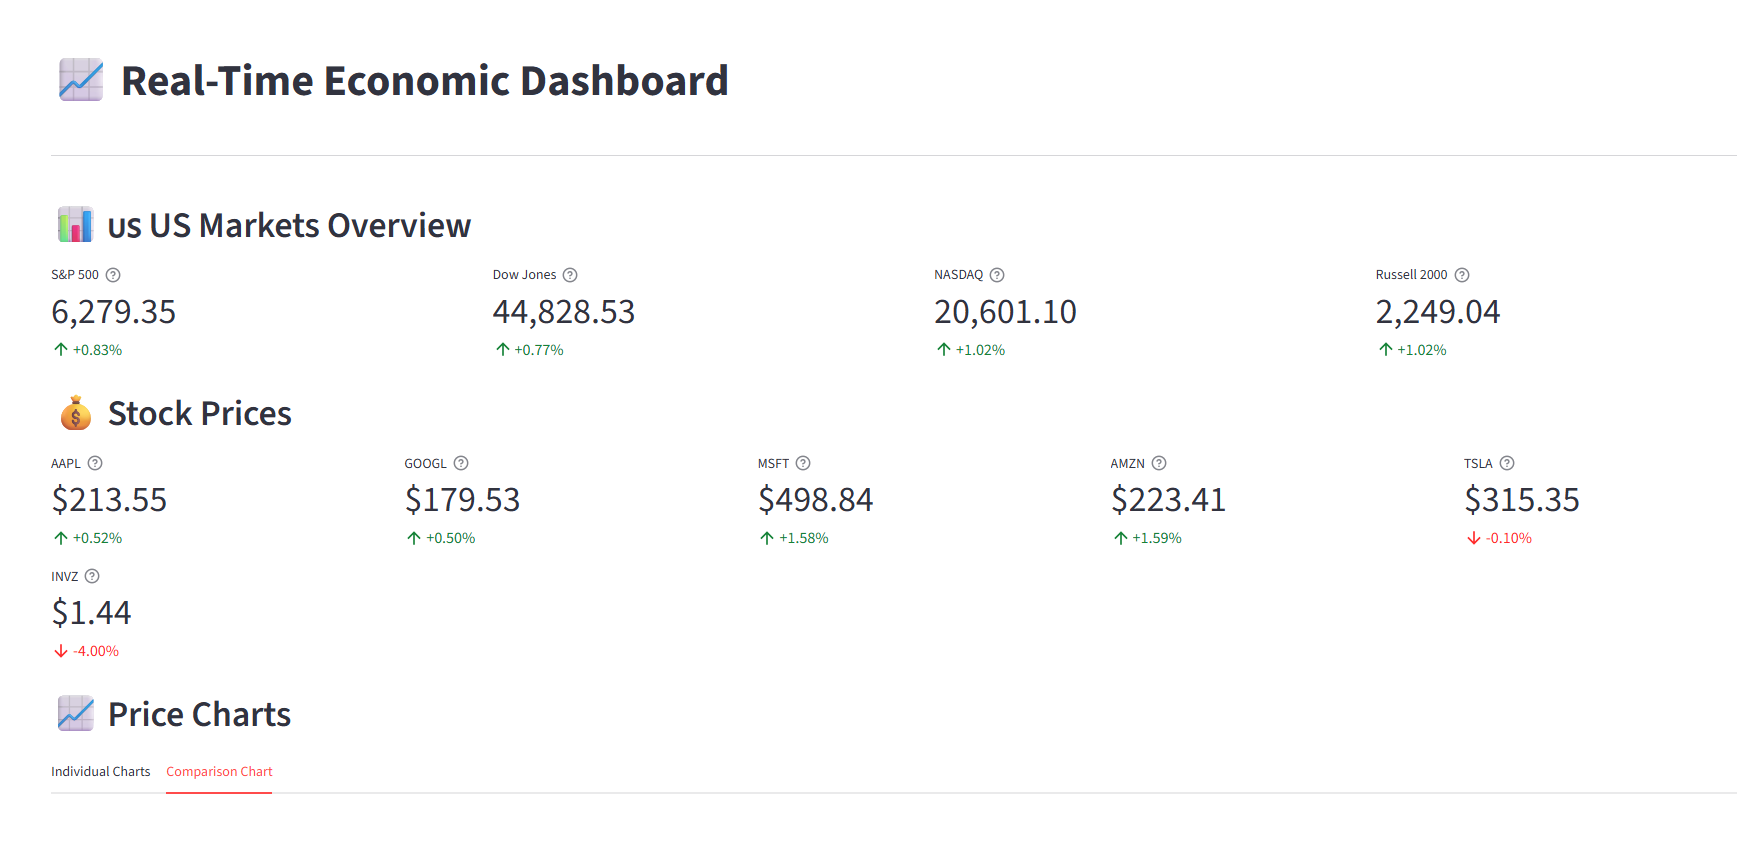 Real-Time Economic Dashboard
us US Markets Overview
S&P 500 Dow Jones NASDAQ Russell 2000
6,279.35 44,828.53 20,601.10 2,249.04
+0.83% +0.77% +1.02% +1.02%
Stock Prices
AAPL GOOGL MSFT AMZN TSLA
$213.55 $179.53 $498.84 $223.41 $315.35
+0.52% +0.50% +1.58% +1.59% -0.10%
INVZ
$1.44
-4.00%
Price Charts
Individual Charts Comparison Chart